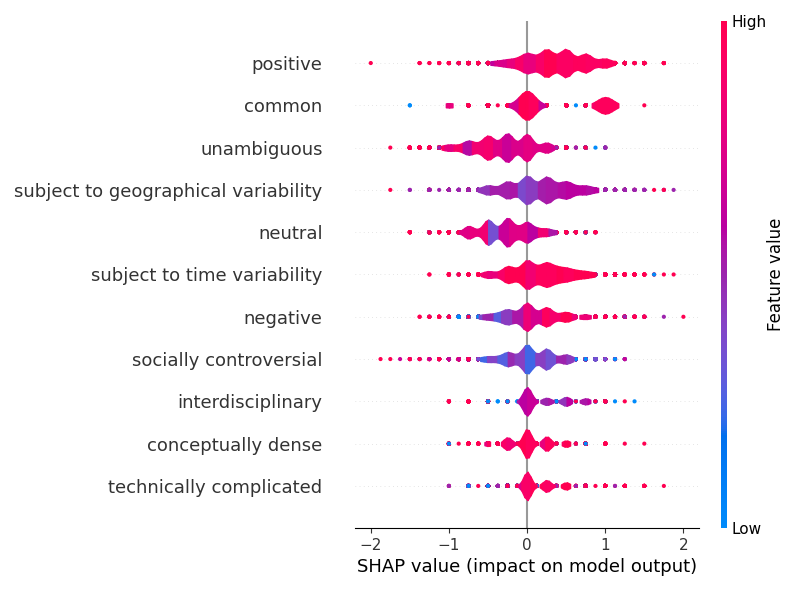 High
positive
common
unambiguous
subject to geographical variability
neutral
subject to time variability
negative
socially controversial
interdisciplinary
conceptually dense
technically complicated
Feature value
Low
−2 −1 0 1 2
SHAP value (impact on model output)